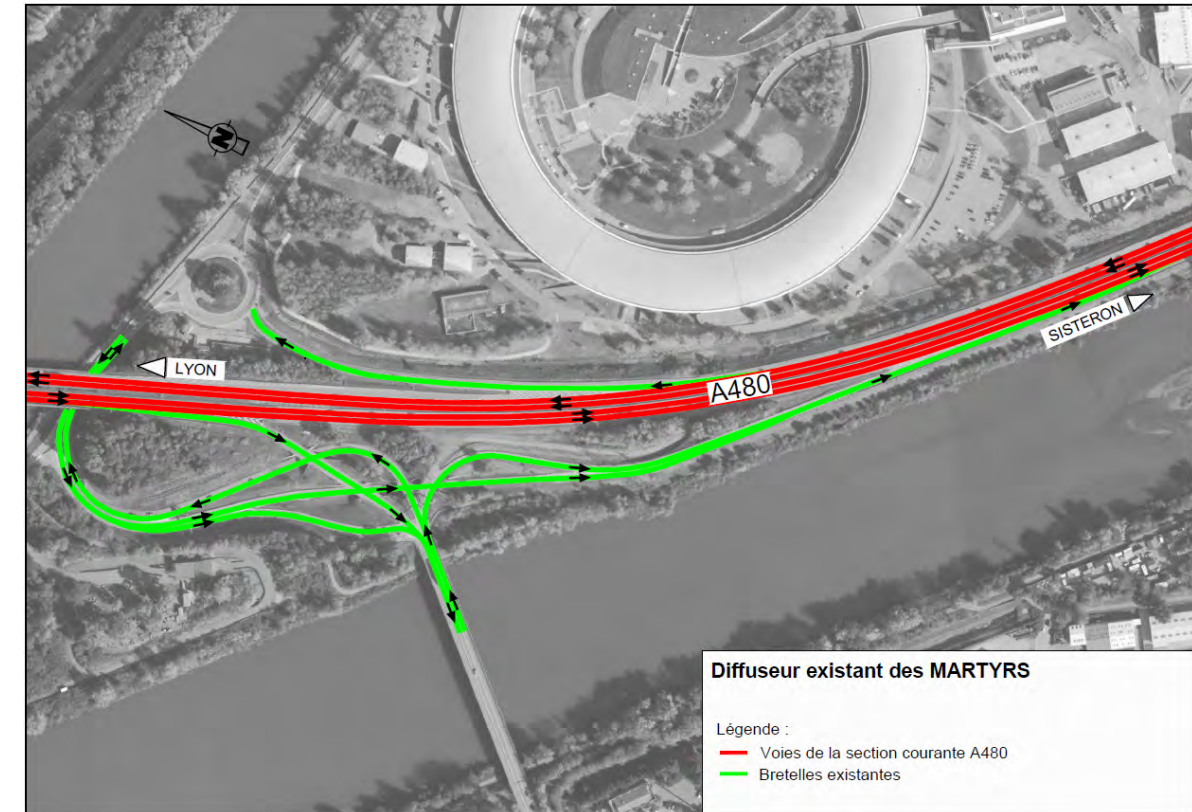 N
LYON
A480
SISTERON
Diffuseur existant des MARTYRS
Légende :
Voies de la section courante A480
Bretelles existantes